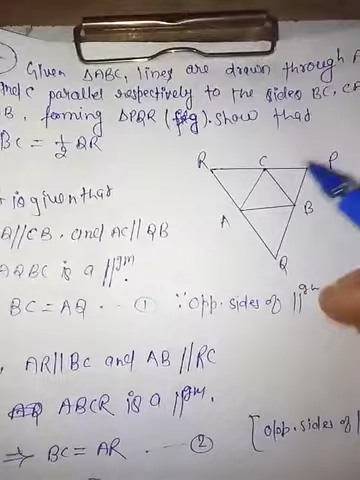 Given ΔABC, lines are drawn through A
and C parallel respectively to the sides BC, CA
B, forming ΔPQR (fig). Show that
BC = 1/2 QR
R C P
A B
Q
it is given that
A||CB and AC||QB
AQBC is a ||gm.
BC = AQ ... ① ∵ opp. sides of ||gm
, AR||BC and AB||RC
ABCR is a ||gm.
⇒ BC = AR ... ② [opp. sides of ||